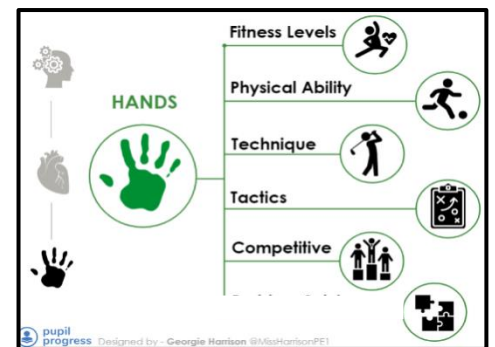 Fitness Levels
Physical Ability
HANDS
Technique
Tactics
Competitive
pupil
progress Designed by - Georgie Harrison @MissHarrisonPE1